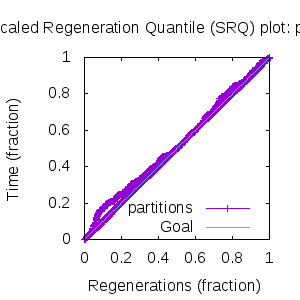 caled Regeneration Quantile (SRQ) plot: p
1
0.8
0.6
0.4
0.2
0
Time (fraction)
partitions
Goal
0 0.2 0.4 0.6 0.8 1
Regenerations (fraction)